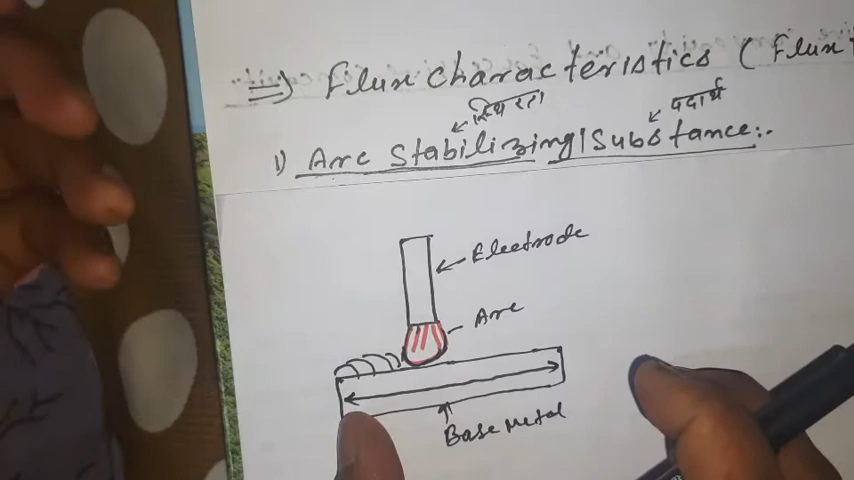 => Flux Characteristics ( Flux
स्थिरता पदार्थ
1) Arc Stabilizing | Substance:.
Electrode
Arc
Base Metal